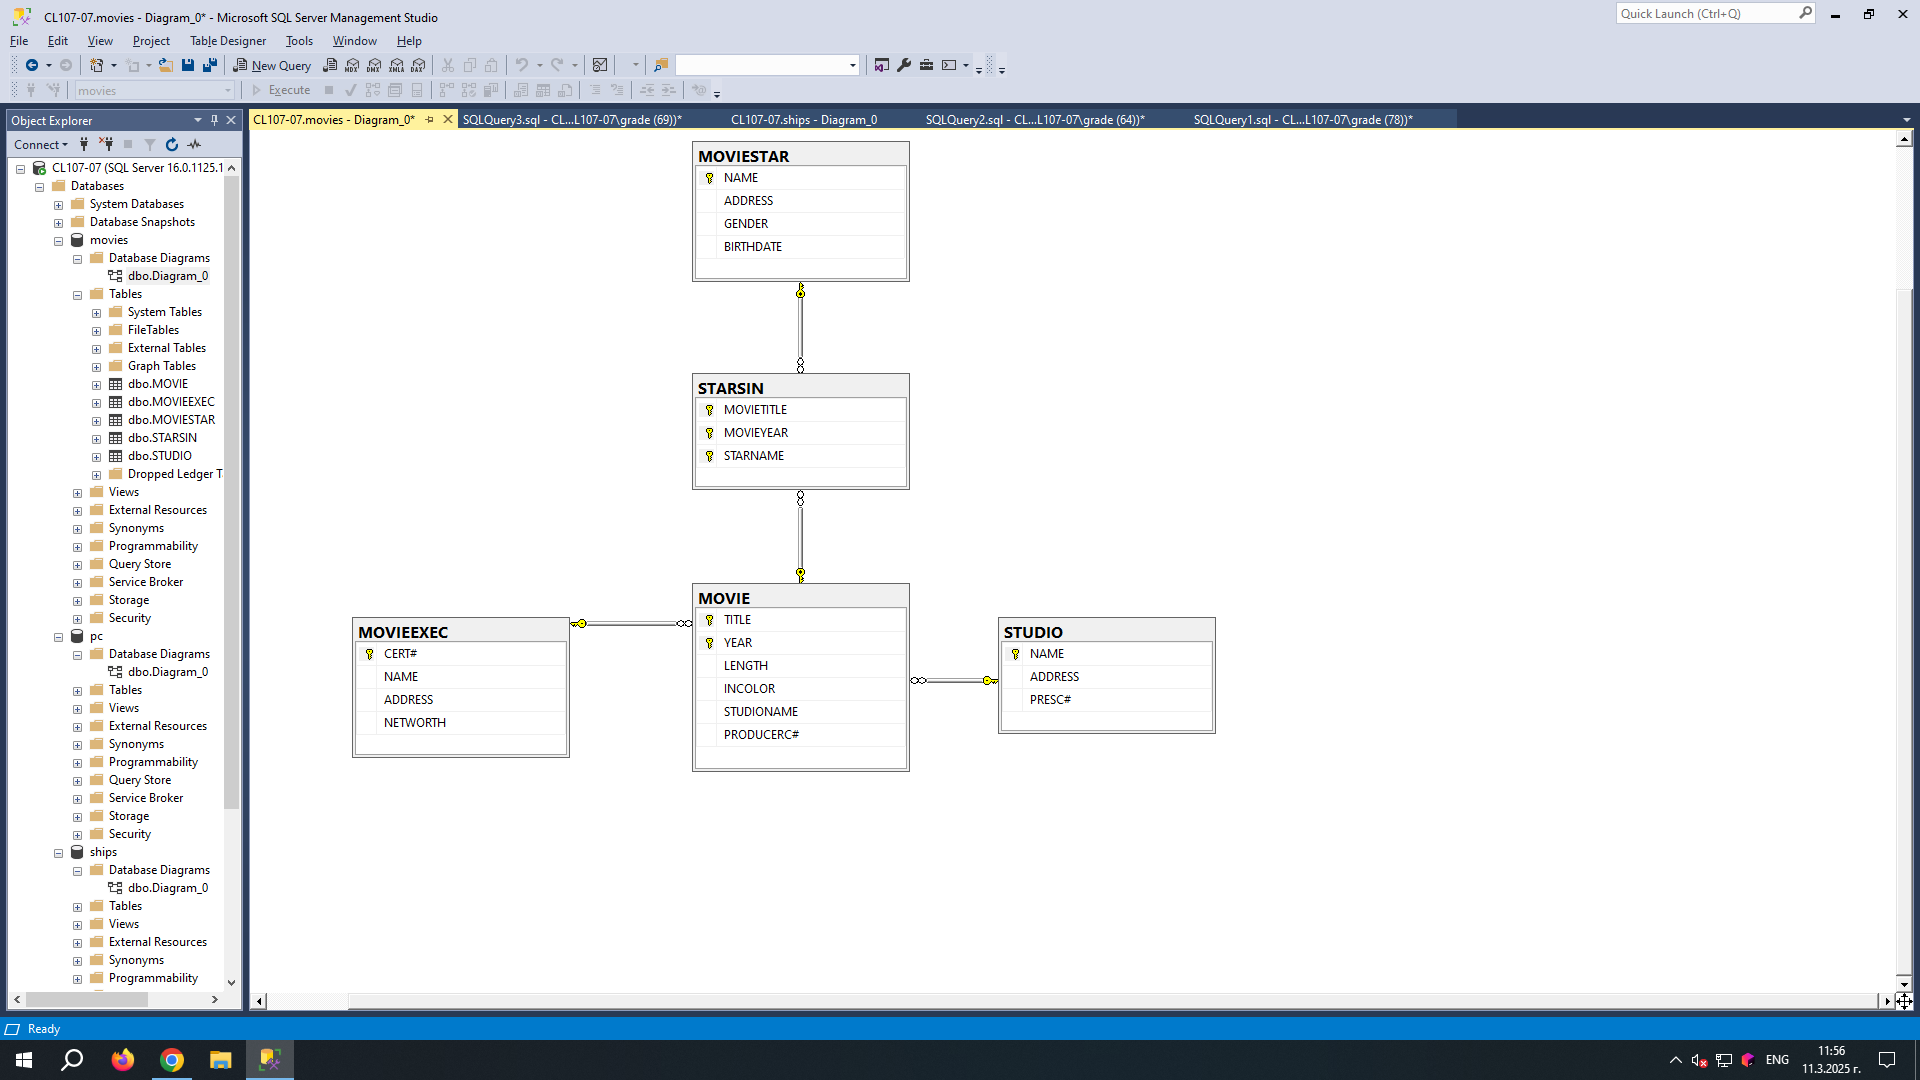 CL107-07.movies - Diagram_0* - Microsoft SQL Server Management Studio
Quick Launch (Ctrl+Q)
File Edit View Project Table Designer Tools Window Help
New Query
MDX DMX XMLA DAX
movies
Execute
Object Explorer
CL107-07.movies - Diagram_0*
SQLQuery3.sql - CL...L107-07\grade (69))*
CL107-07.ships - Diagram_0
SQLQuery2.sql - CL...L107-07\grade (64))*
SQLQuery1.sql - CL...L107-07\grade (78))*
Connect
CL107-07 (SQL Server 16.0.1125.1
Databases
System Databases
Database Snapshots
movies
Database Diagrams
dbo.Diagram_0
Tables
System Tables
FileTables
External Tables
Graph Tables
dbo.MOVIE
dbo.MOVIEEXEC
dbo.MOVIESTAR
dbo.STARSIN
dbo.STUDIO
Dropped Ledger T
Views
External Resources
Synonyms
Programmability
Query Store
Service Broker
Storage
Security
pc
Database Diagrams
dbo.Diagram_0
Tables
Views
External Resources
Synonyms
Programmability
Query Store
Service Broker
Storage
Security
ships
Database Diagrams
dbo.Diagram_0
Tables
Views
External Resources
Synonyms
Programmability
MOVIESTAR
NAME
ADDRESS
GENDER
BIRTHDATE
STARSIN
MOVIETITLE
MOVIEYEAR
STARNAME
MOVIE
TITLE
YEAR
LENGTH
INCOLOR
STUDIONAME
PRODUCERC#
MOVIEEXEC
CERT#
NAME
ADDRESS
NETWORTH
STUDIO
NAME
ADDRESS
PRESC#
Ready
ENG
11:56
11.3.2025 г.